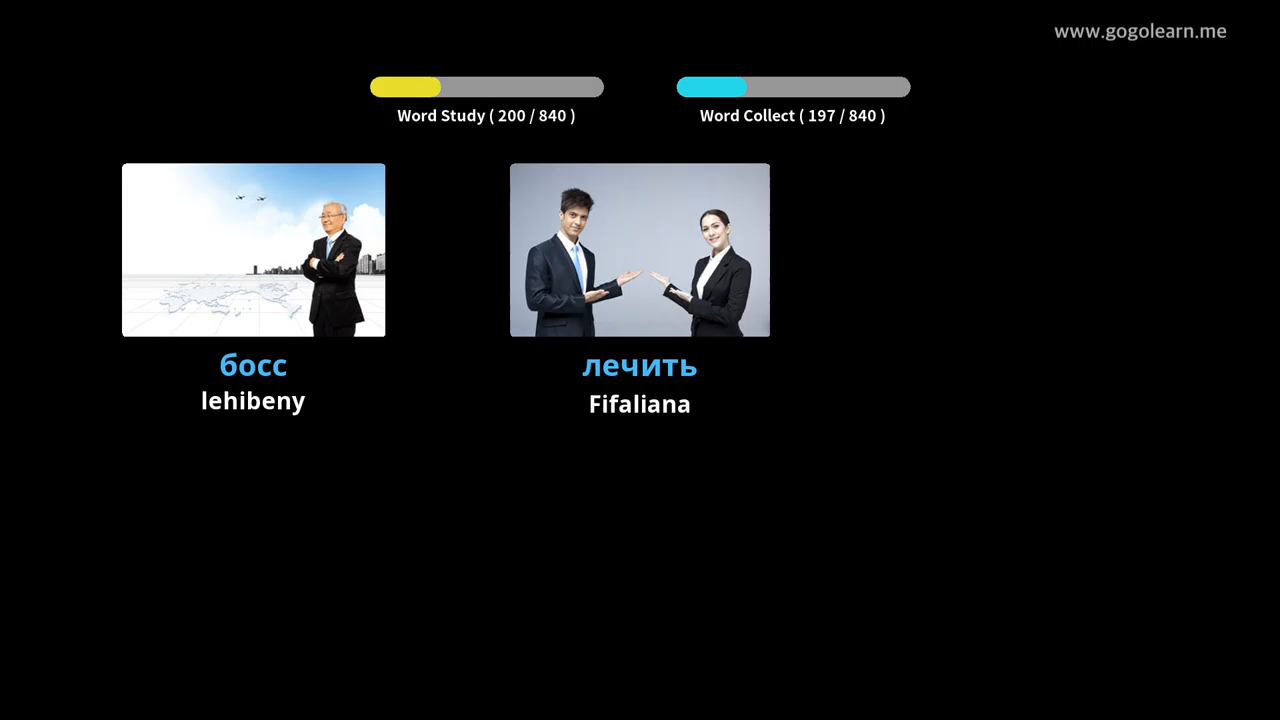 www.gogolearn.me
Word Study ( 200 / 840 )
Word Collect ( 197 / 840 )
босс
lehibeny
лечить
Fifaliana